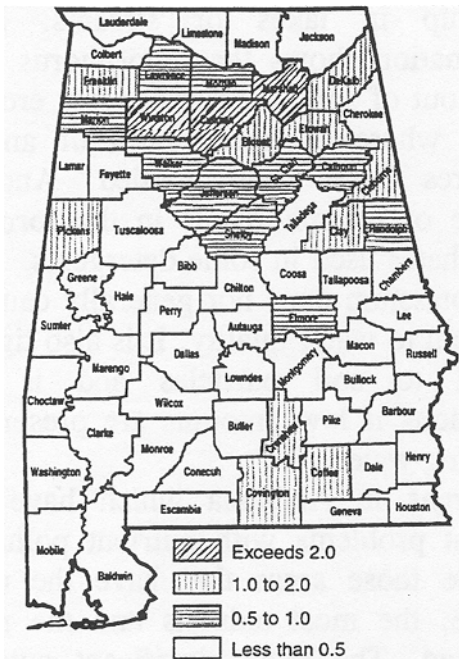 Lauderdale
Limestone
Madison
Jackson
Colbert
Franklin
Lawrence
Morgan
Marshall
DeKalb
Marion
Winston
Cullman
Blount
Etowah
Cherokee
Lamar
Fayette
Walker
Jefferson
St. Clair
Calhoun
Cleburne
Pickens
Tuscaloosa
Shelby
Talladega
Clay
Randolph
Bibb
Chilton
Coosa
Tallapoosa
Chambers
Greene
Hale
Perry
Autauga
Elmore
Lee
Sumter
Marengo
Dallas
Lowndes
Montgomery
Macon
Russell
Bullock
Choctaw
Wilcox
Butler
Crenshaw
Pike
Barbour
Clarke
Monroe
Conecuh
Washington
Covington
Coffee
Dale
Henry
Escambia
Geneva
Houston
Mobile
Baldwin
Exceeds 2.0
1.0 to 2.0
0.5 to 1.0
Less than 0.5